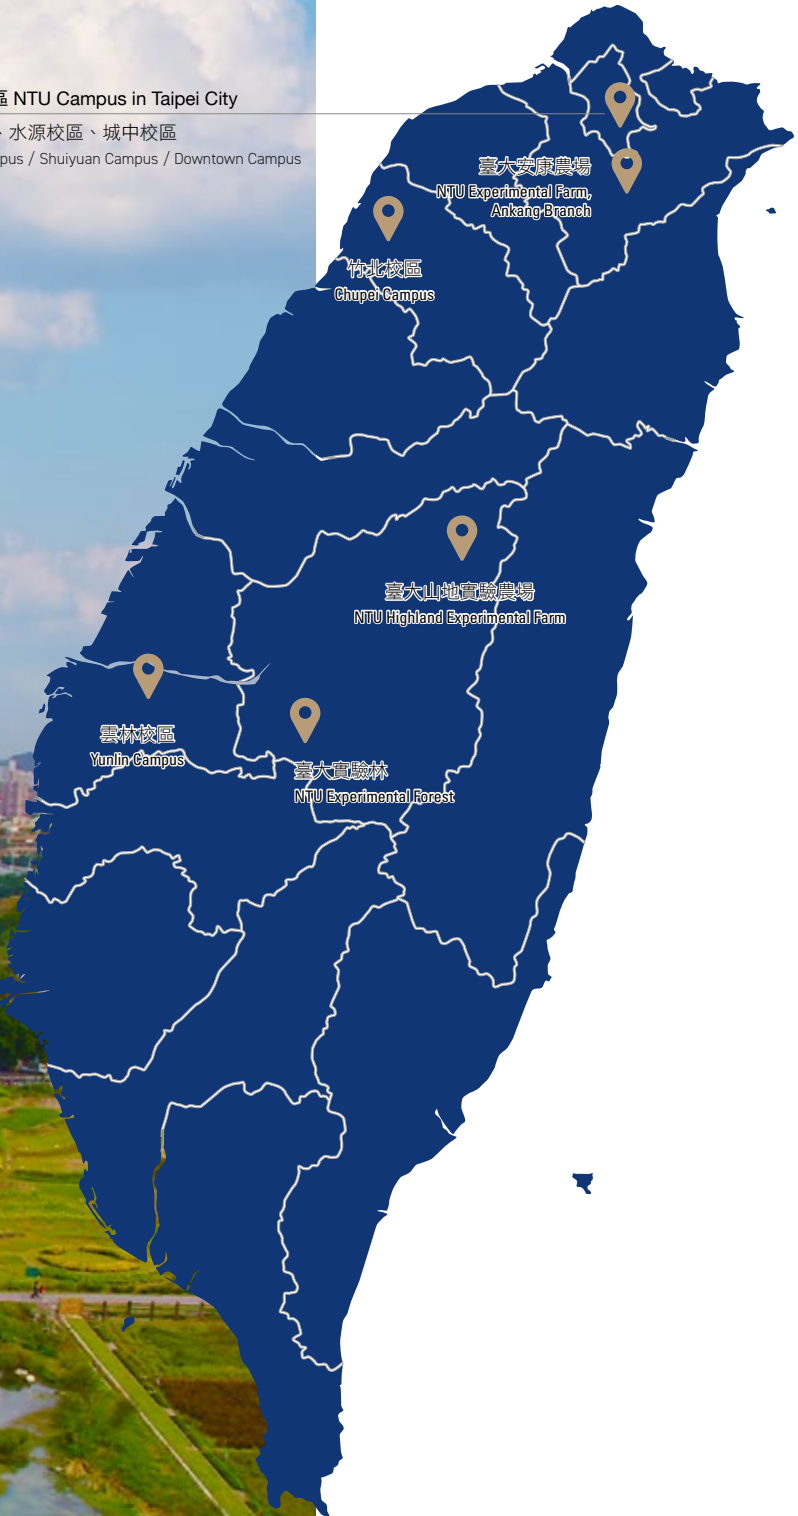 區 NTU Campus in Taipei City
、水源校區、城中校區
pus / Shuiyuan Campus / Downtown Campus
臺大安康農場
NTU Experimental Farm,
Ankang Branch
竹北校區
Chupei Campus
臺大山地實驗農場
NTU Highland Experimental Farm
雲林校區
Yunlin Campus
臺大實驗林
NTU Experimental Forest